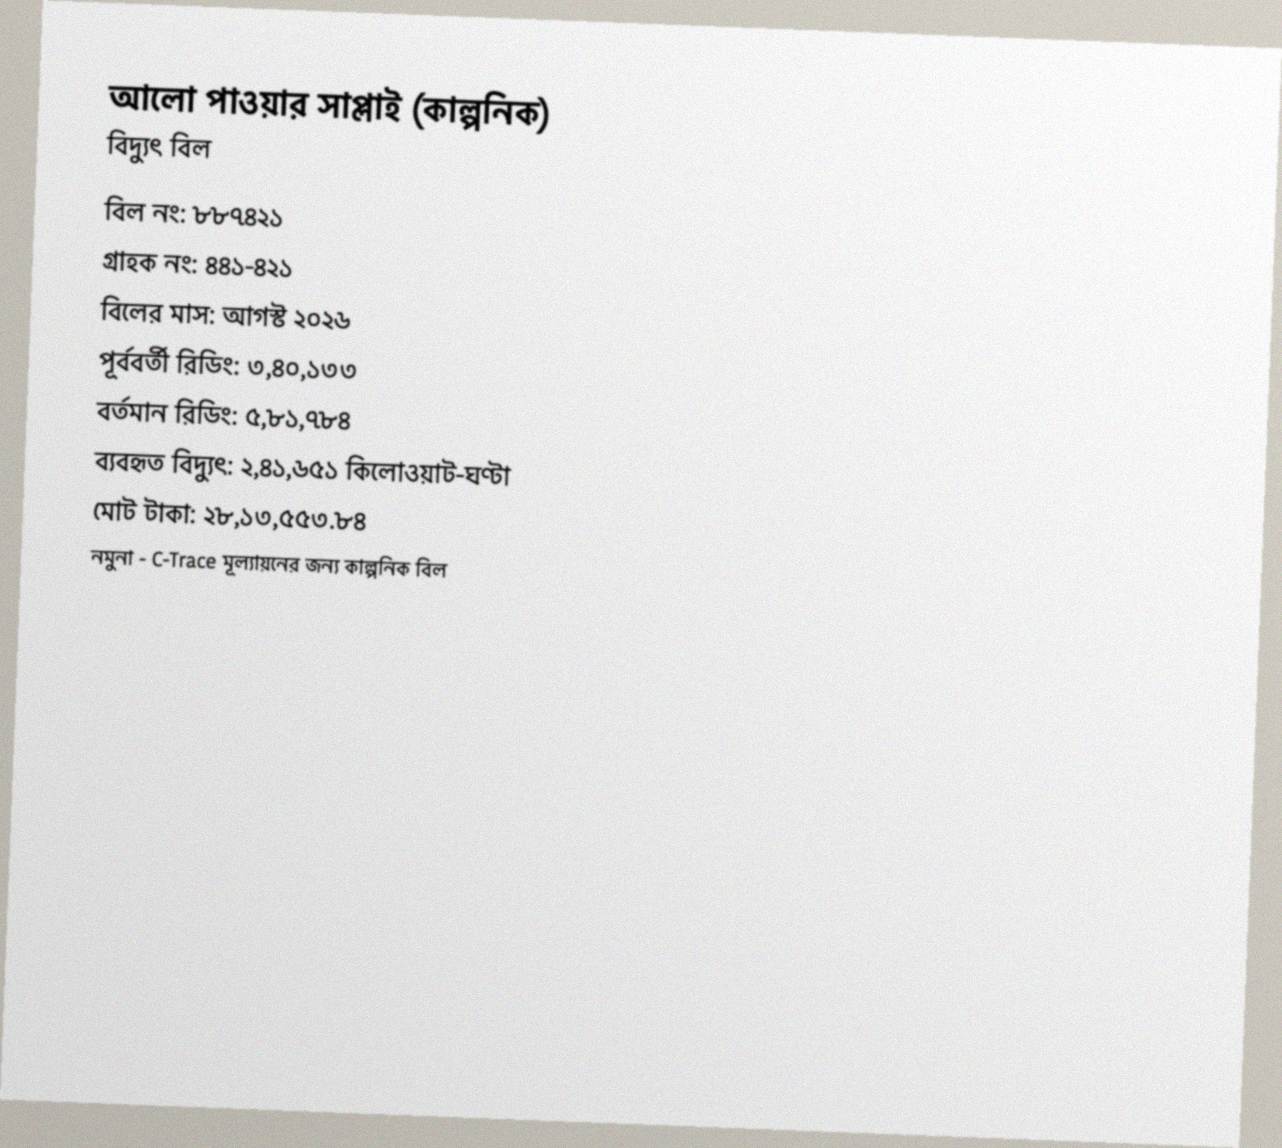 আলো পাওয়ার সাপ্লাই (কাল্পনিক)
বিদ্যুৎ বিল
বিল নং: ৮৮৭৪২১
গ্রাহক নং: ৪৪১-৪২১
বিলের মাস: আগস্ট ২০২৬
পূর্ববর্তী রিডিং: ৩,৪০,১৩৩
বর্তমান রিডিং: ৫,৮১,৭৮৪
ব্যবহৃত বিদ্যুৎ: ২,৪১,৬৫১ কিলোওয়াট-ঘণ্টা
মোট টাকা: ২৮,১৩,৫৫৩.৮৪
নমুনা - C-Trace মূল্যায়নের জন্য কাল্পনিক বিল